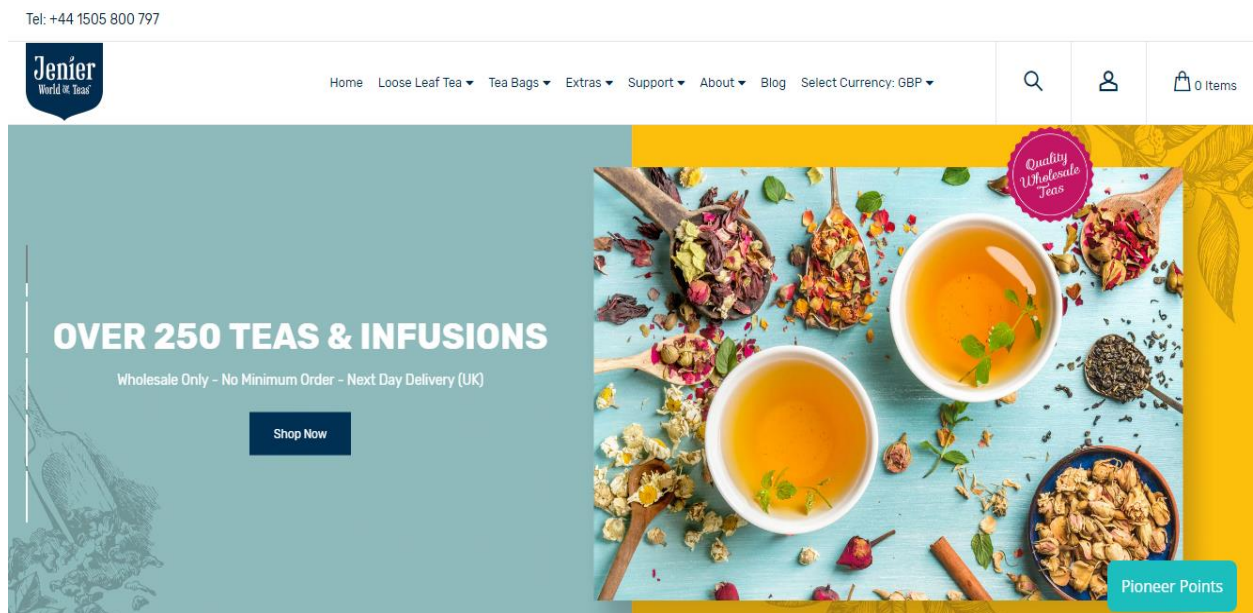 Tel: +44 1505 800 797
Jenier
World of Teas
Home Loose Leaf Tea Tea Bags Extras Support About Blog Select Currency: GBP
0 Items
Quality
Wholesale
Teas
OVER 250 TEAS & INFUSIONS
Wholesale Only - No Minimum Order - Next Day Delivery (UK)
Shop Now
Pioneer Points